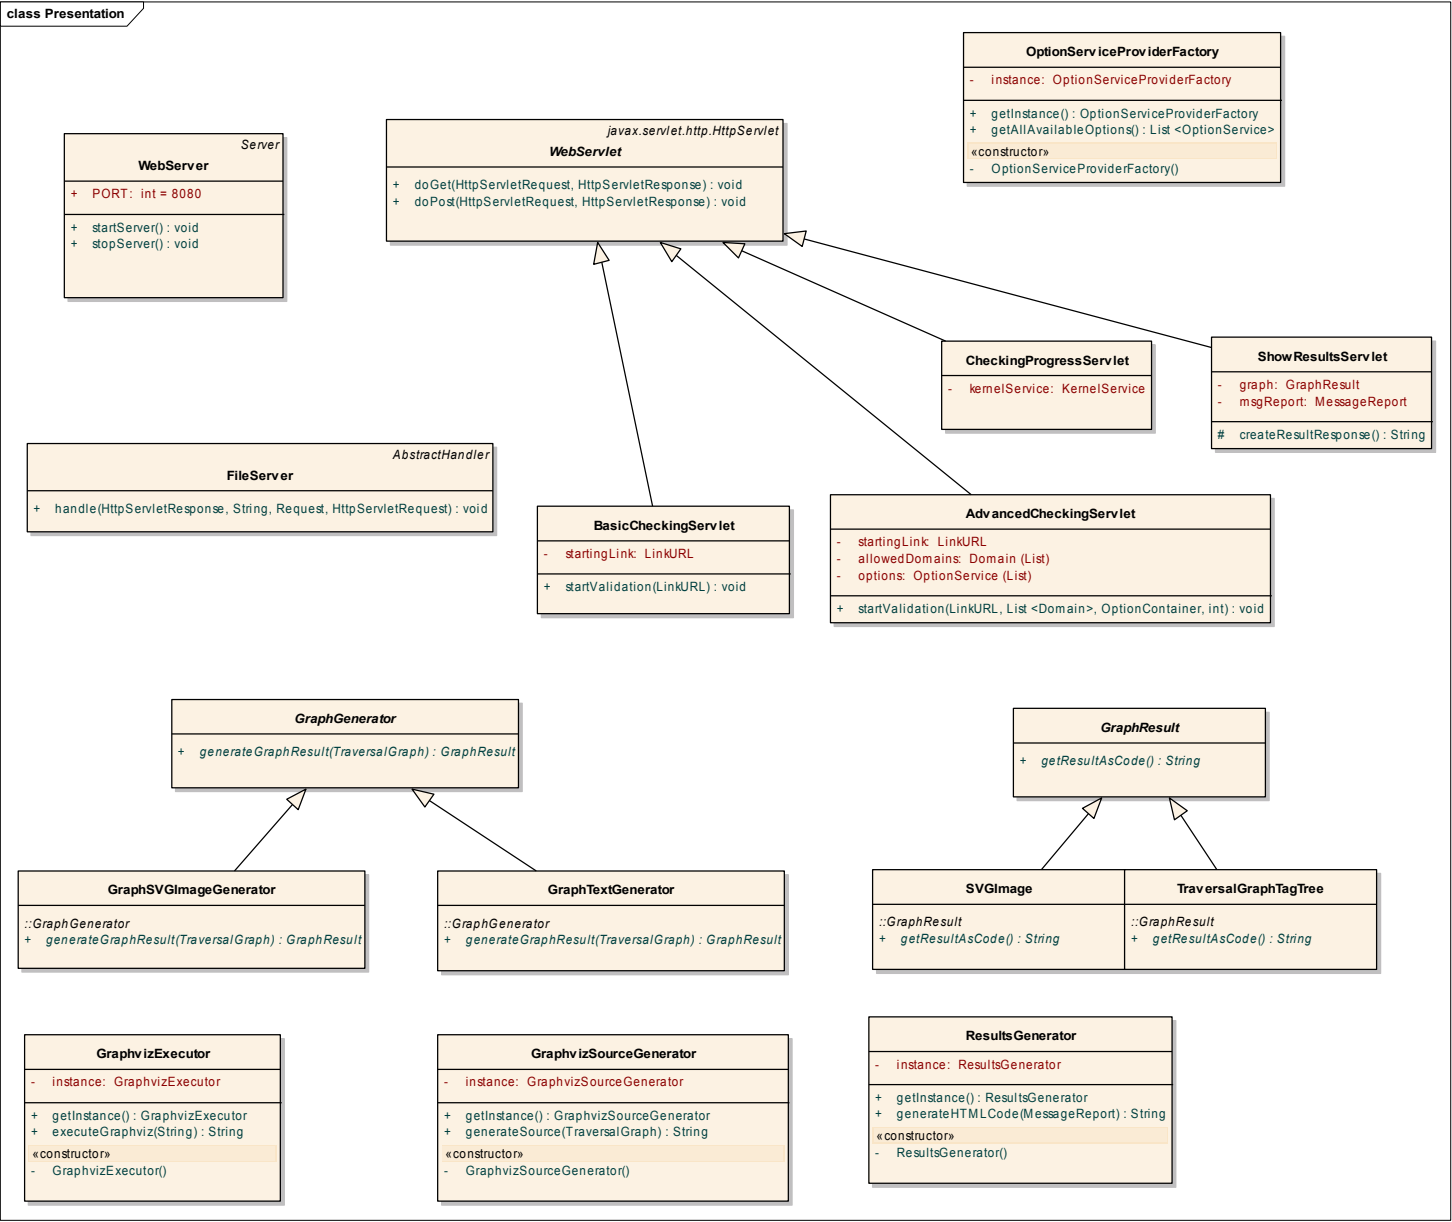 class Presentation
OptionServiceProviderFactory
- instance: OptionServiceProviderFactory
+ getInstance() : OptionServiceProviderFactory
+ getAllAvailableOptions() : List <OptionService>
«constructor»
- OptionServiceProviderFactory()
Server
WebServer
+ PORT: int = 8080
+ startServer() : void
+ stopServer() : void
javax.servlet.http.HttpServlet
WebServlet
+ doGet(HttpServletRequest, HttpServletResponse) : void
+ doPost(HttpServletRequest, HttpServletResponse) : void
CheckingProgressServlet
- kernelService: KernelService
ShowResultsServlet
- graph: GraphResult
- msgReport: MessageReport
# createResultResponse() : String
AbstractHandler
FileServer
+ handle(HttpServletResponse, String, Request, HttpServletRequest) : void
BasicCheckingServlet
- startingLink: LinkURL
+ startValidation(LinkURL) : void
AdvancedCheckingServlet
- startingLink: LinkURL
- allowedDomains: Domain (List)
- options: OptionService (List)
+ startValidation(LinkURL, List <Domain>, OptionContainer, int) : void
GraphGenerator
+ generateGraphResult(TraversalGraph) : GraphResult
GraphResult
+ getResultAsCode() : String
GraphSVGImageGenerator
::GraphGenerator
+ generateGraphResult(TraversalGraph) : GraphResult
GraphTextGenerator
::GraphGenerator
+ generateGraphResult(TraversalGraph) : GraphResult
SVGImage
::GraphResult
+ getResultAsCode() : String
TraversalGraphTagTree
::GraphResult
+ getResultAsCode() : String
GraphvizExecutor
- instance: GraphvizExecutor
+ getInstance() : GraphvizExecutor
+ executeGraphviz(String) : String
«constructor»
- GraphvizExecutor()
GraphvizSourceGenerator
- instance: GraphvizSourceGenerator
+ getInstance() : GraphvizSourceGenerator
+ generateSource(TraversalGraph) : String
«constructor»
- GraphvizSourceGenerator()
ResultsGenerator
- instance: ResultsGenerator
+ getInstance() : ResultsGenerator
+ generateHTMLCode(MessageReport) : String
«constructor»
- ResultsGenerator()